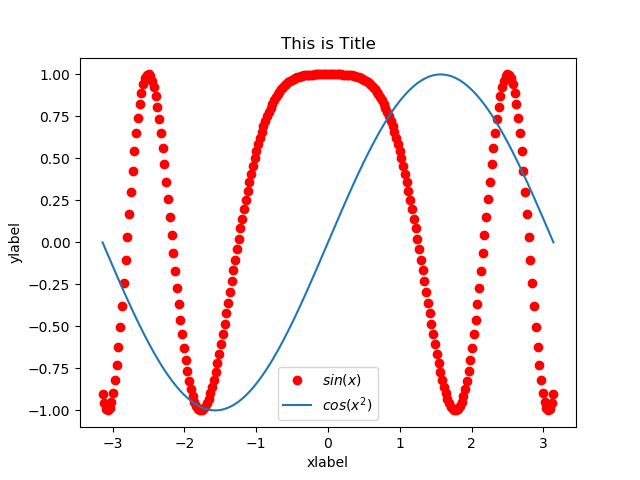 This is Title
1.00
0.75
0.50
0.25
0.00
−0.25
−0.50
−0.75
−1.00
ylabel
sin(x)
cos(x²)
−3 −2 −1 0 1 2 3
xlabel